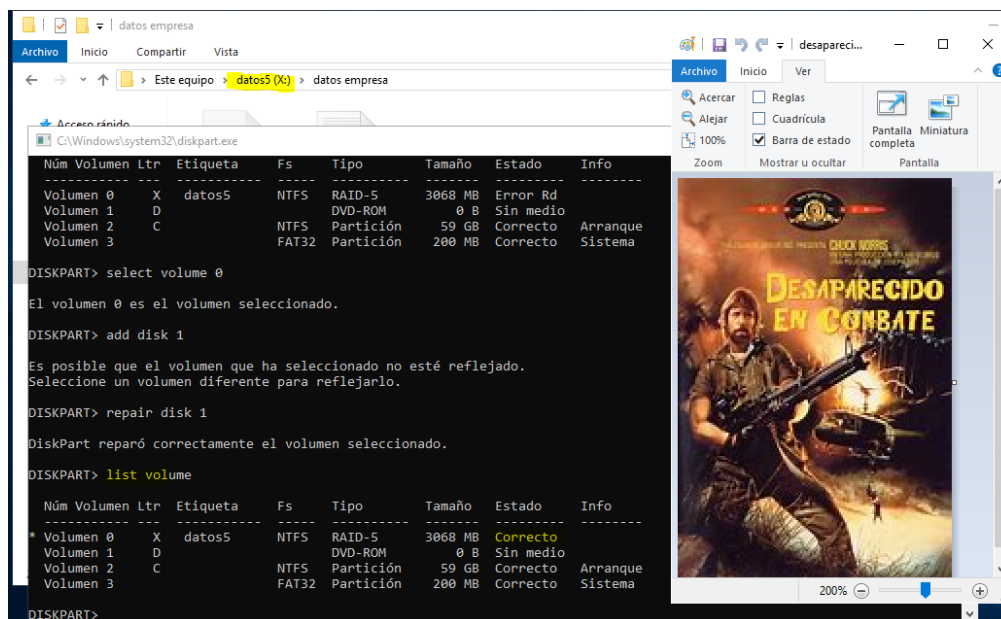 datos empresa
Archivo Inicio Compartir Vista
Este equipo > datos5 (X:) > datos empresa
Acceso rápido
C:\Windows\system32\diskpart.exe
Núm Volumen Ltr Etiqueta Fs Tipo Tamaño Estado Info
----------- --- ----------- ----- ---------- ------- --------- --------
Volumen 0 X datos5 NTFS RAID-5 3068 MB Error Rd
Volumen 1 D DVD-ROM 0 B Sin medio
Volumen 2 C NTFS Partición 59 GB Correcto Arranque
Volumen 3 FAT32 Partición 200 MB Correcto Sistema
DISKPART> select volume 0
El volumen 0 es el volumen seleccionado.
DISKPART> add disk 1
Es posible que el volumen que ha seleccionado no esté reflejado.
Seleccione un volumen diferente para reflejarlo.
DISKPART> repair disk 1
DiskPart reparó correctamente el volumen seleccionado.
DISKPART> list volume
Núm Volumen Ltr Etiqueta Fs Tipo Tamaño Estado Info
----------- --- ----------- ----- ---------- ------- --------- --------
* Volumen 0 X datos5 NTFS RAID-5 3068 MB Correcto
Volumen 1 D DVD-ROM 0 B Sin medio
Volumen 2 C NTFS Partición 59 GB Correcto Arranque
Volumen 3 FAT32 Partición 200 MB Correcto Sistema
DISKPART>
desapareci...
Archivo Inicio Ver
Acercar
Alejar
100%
Zoom
Reglas
Cuadrícula
Barra de estado
Mostrar u ocultar
Pantalla completa
Miniatura
Pantalla
CHUCK NORRIS
DESAPARECIDO
EN COMBATE
200%